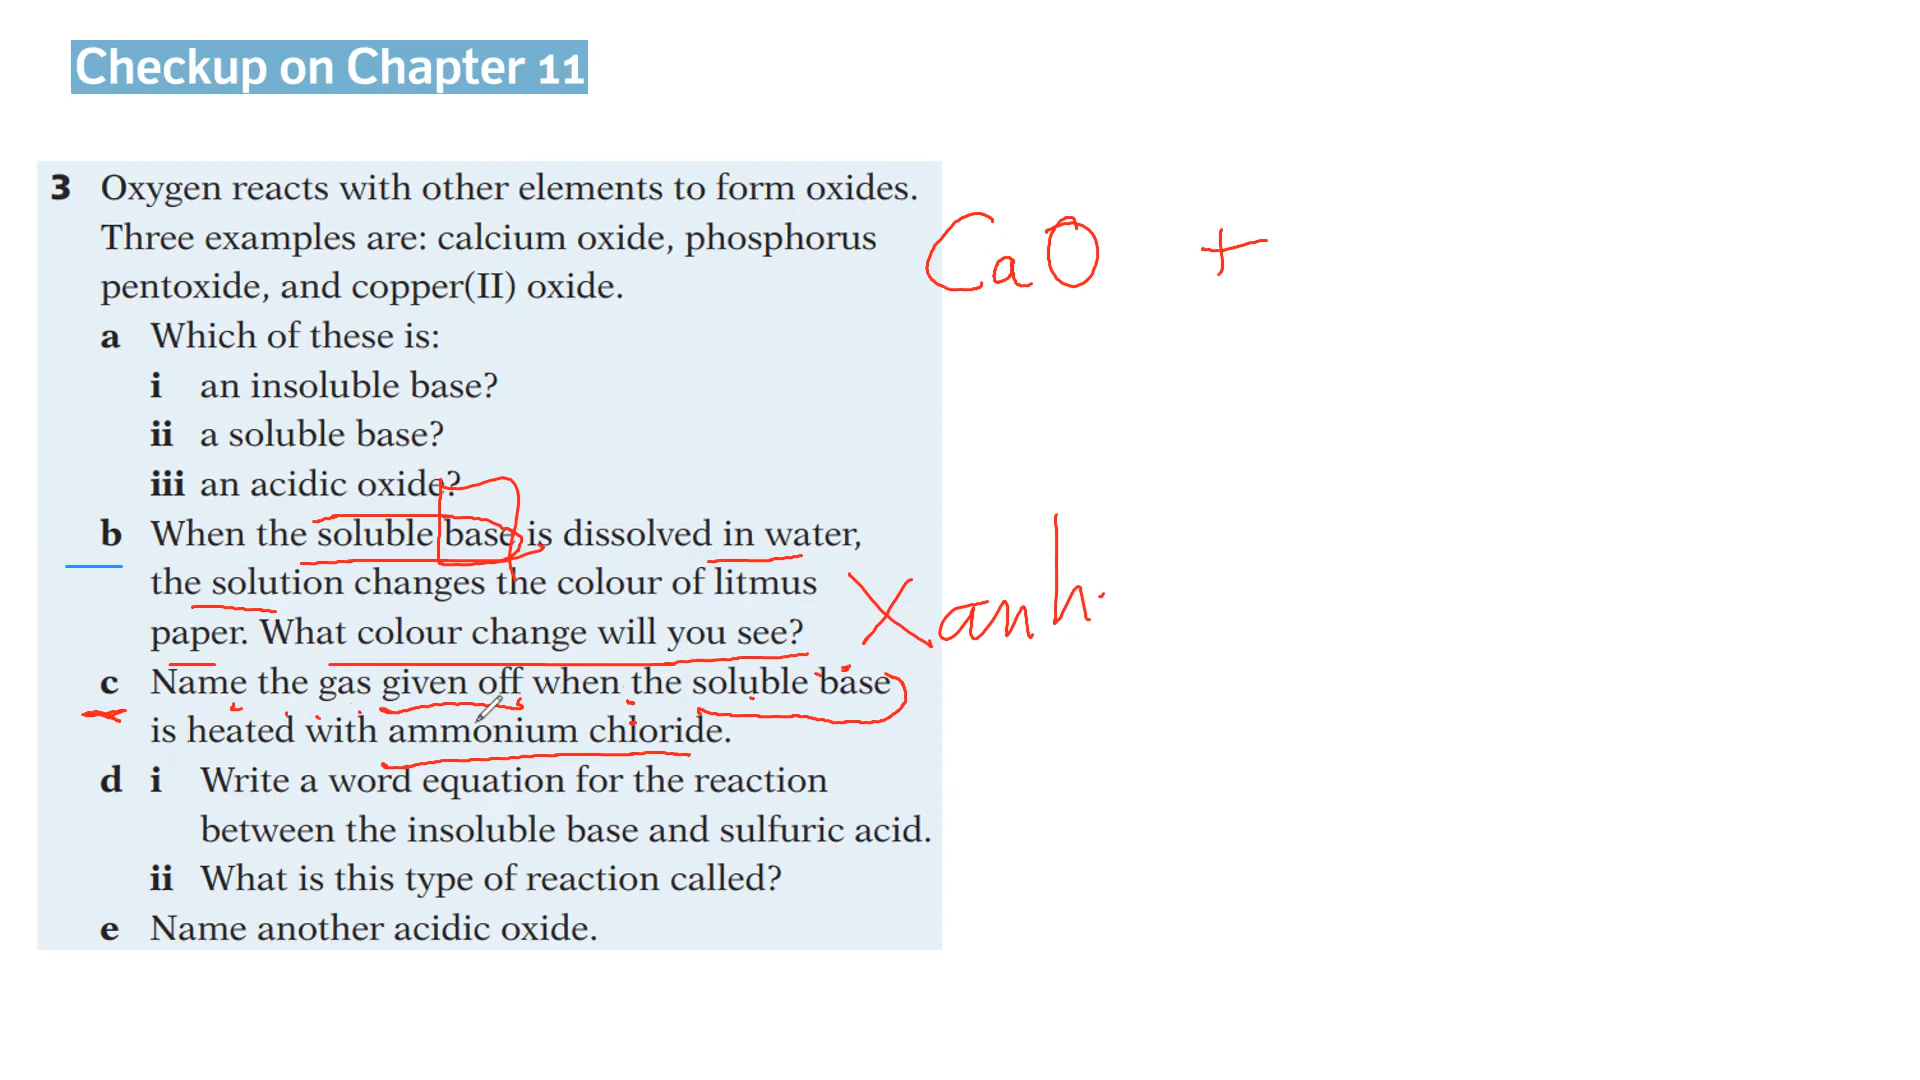 Checkup on Chapter 11
3 Oxygen reacts with other elements to form oxides.
Three examples are: calcium oxide, phosphorus
pentoxide, and copper(II) oxide.
CaO +
a Which of these is:
i an insoluble base?
ii a soluble base?
iii an acidic oxide?
b When the soluble base is dissolved in water,
the solution changes the colour of litmus
paper. What colour change will you see?
Xanh.
c Name the gas given off when the soluble base
is heated with ammonium chloride.
d i Write a word equation for the reaction
between the insoluble base and sulfuric acid.
ii What is this type of reaction called?
e Name another acidic oxide.